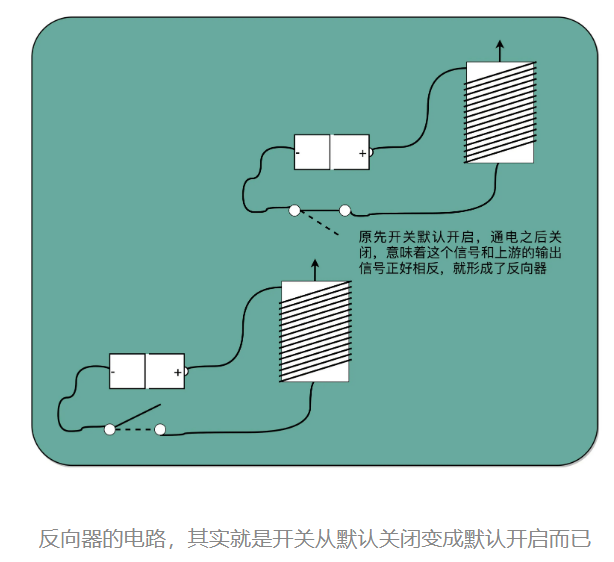 - +
原先开关默认开启，通电之后关
闭，意味着这个信号和上游的输出
信号正好相反，就形成了反向器
- +
反向器的电路，其实就是开关从默认关闭变成默认开启而已